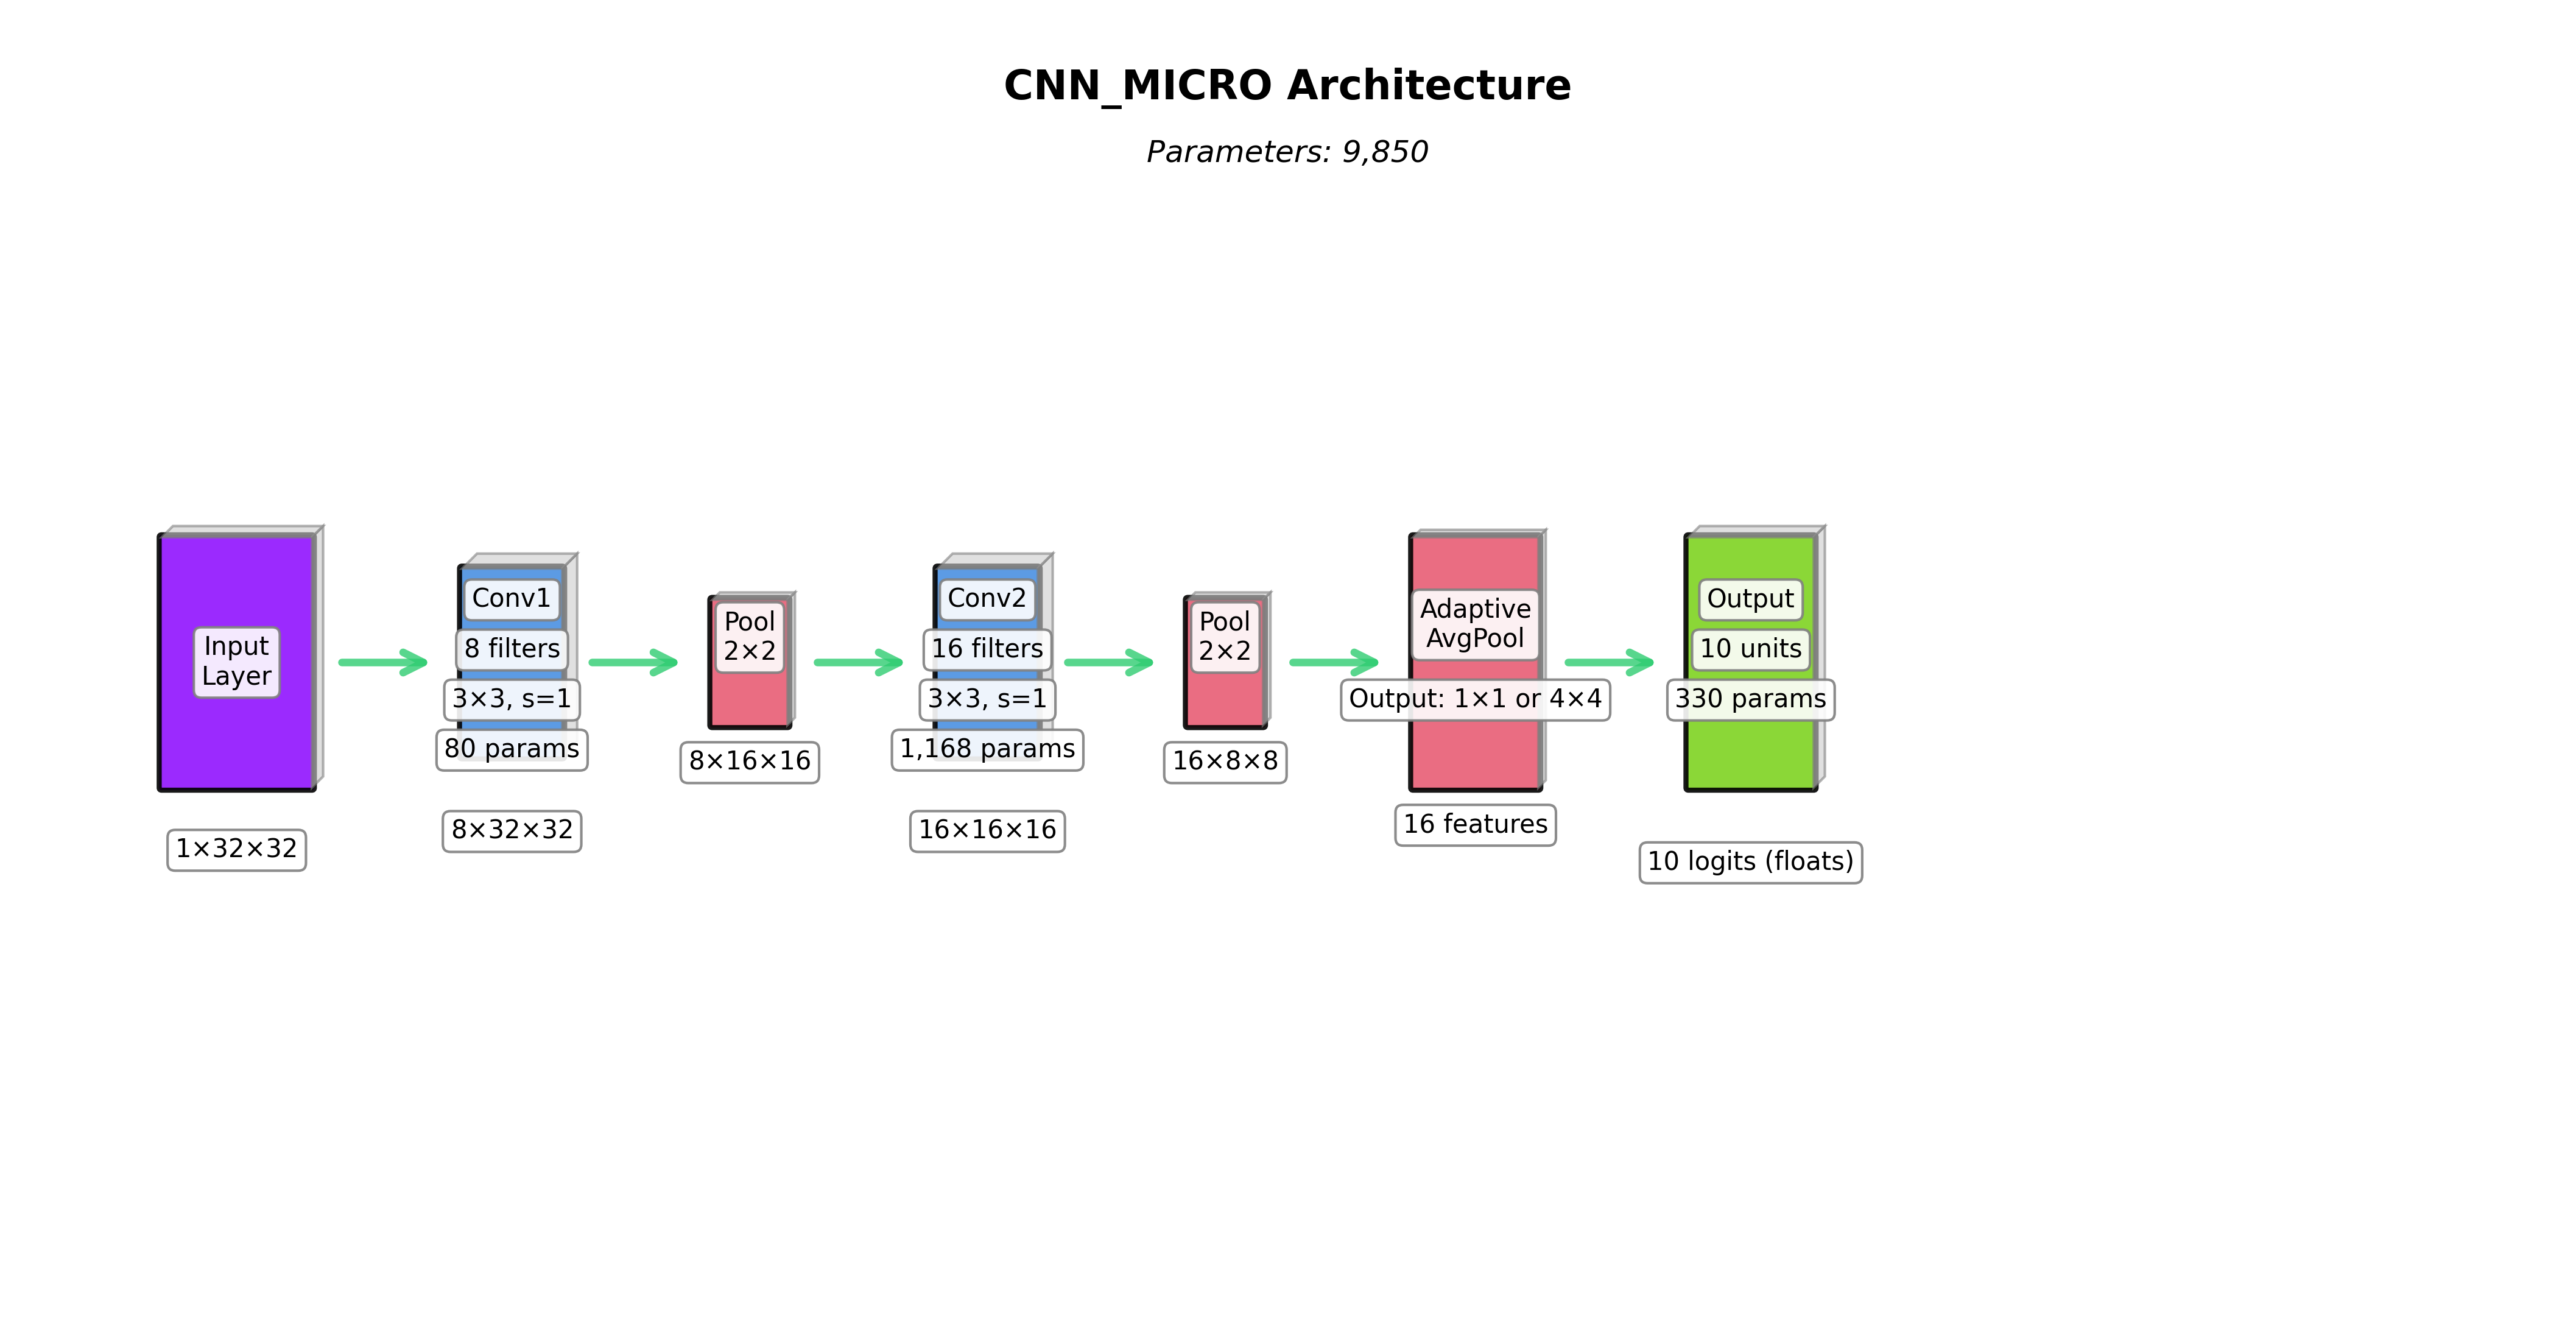 CNN_MICRO Architecture
Parameters: 9,850
Input
Layer
1×32×32
Conv1
8 filters
3×3, s=1
80 params
8×32×32
Pool
2×2
8×16×16
Conv2
16 filters
3×3, s=1
1,168 params
16×16×16
Pool
2×2
16×8×8
Adaptive
AvgPool
Output: 1×1 or 4×4
16 features
Output
10 units
330 params
10 logits (floats)